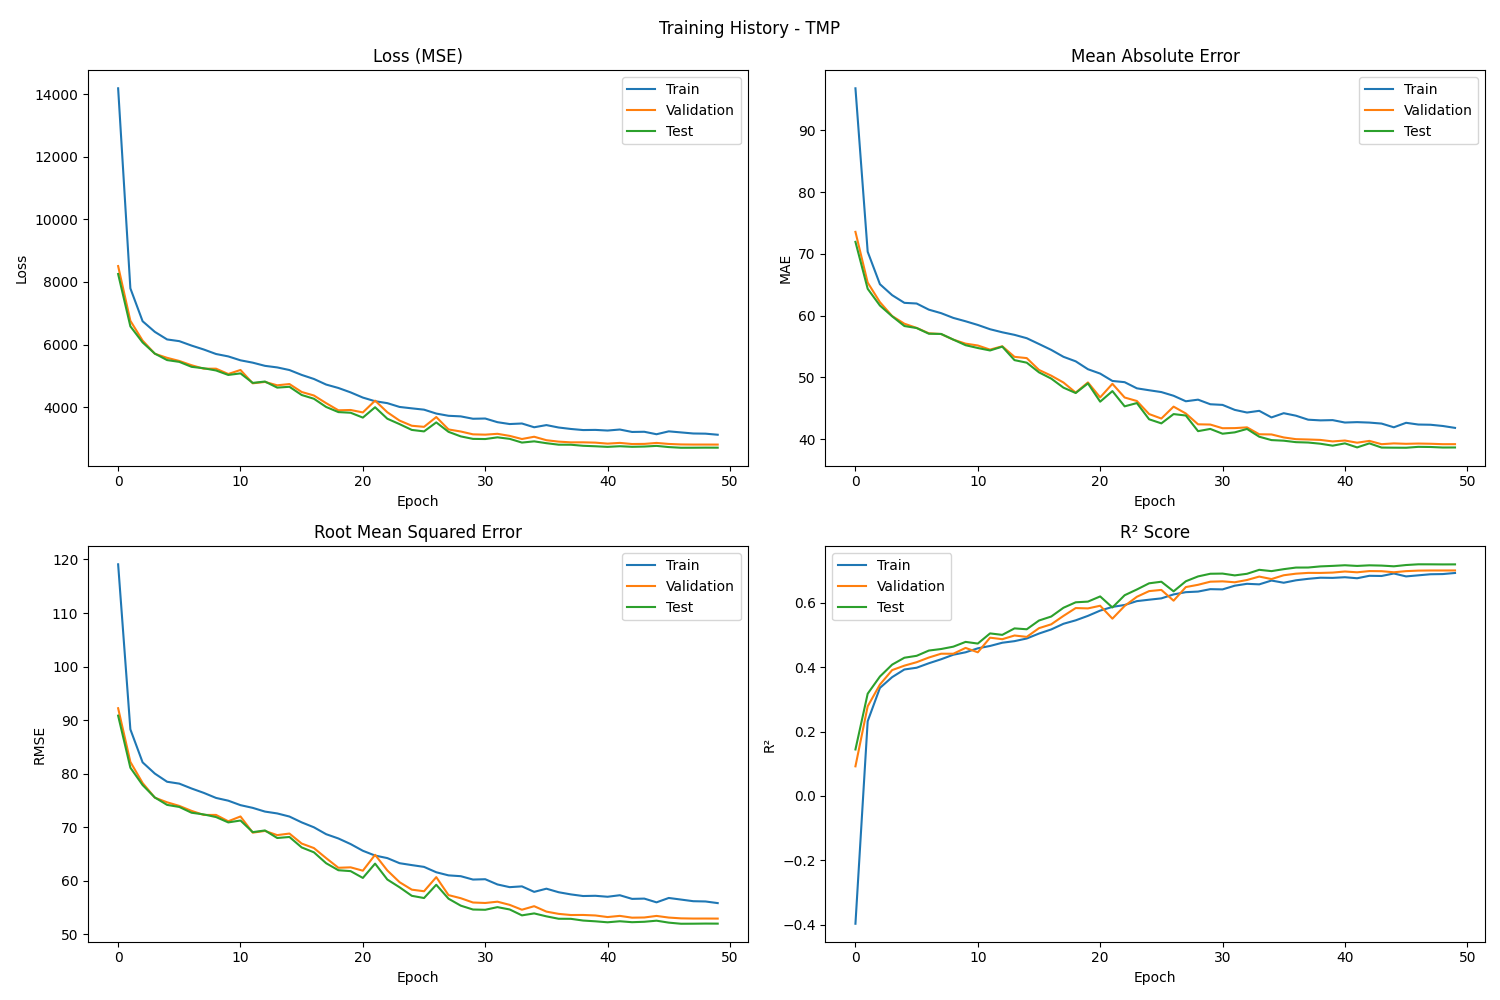 Training History - TMP
Loss (MSE)
14000
12000
10000
8000
6000
4000
Loss
0 10 20 30 40 50
Epoch
Train
Validation
Test
Mean Absolute Error
90
80
70
60
50
40
MAE
0 10 20 30 40 50
Epoch
Train
Validation
Test
Root Mean Squared Error
120
110
100
90
80
70
60
50
RMSE
0 10 20 30 40 50
Epoch
Train
Validation
Test
R² Score
0.6
0.4
0.2
0.0
−0.2
−0.4
R²
0 10 20 30 40 50
Epoch
Train
Validation
Test